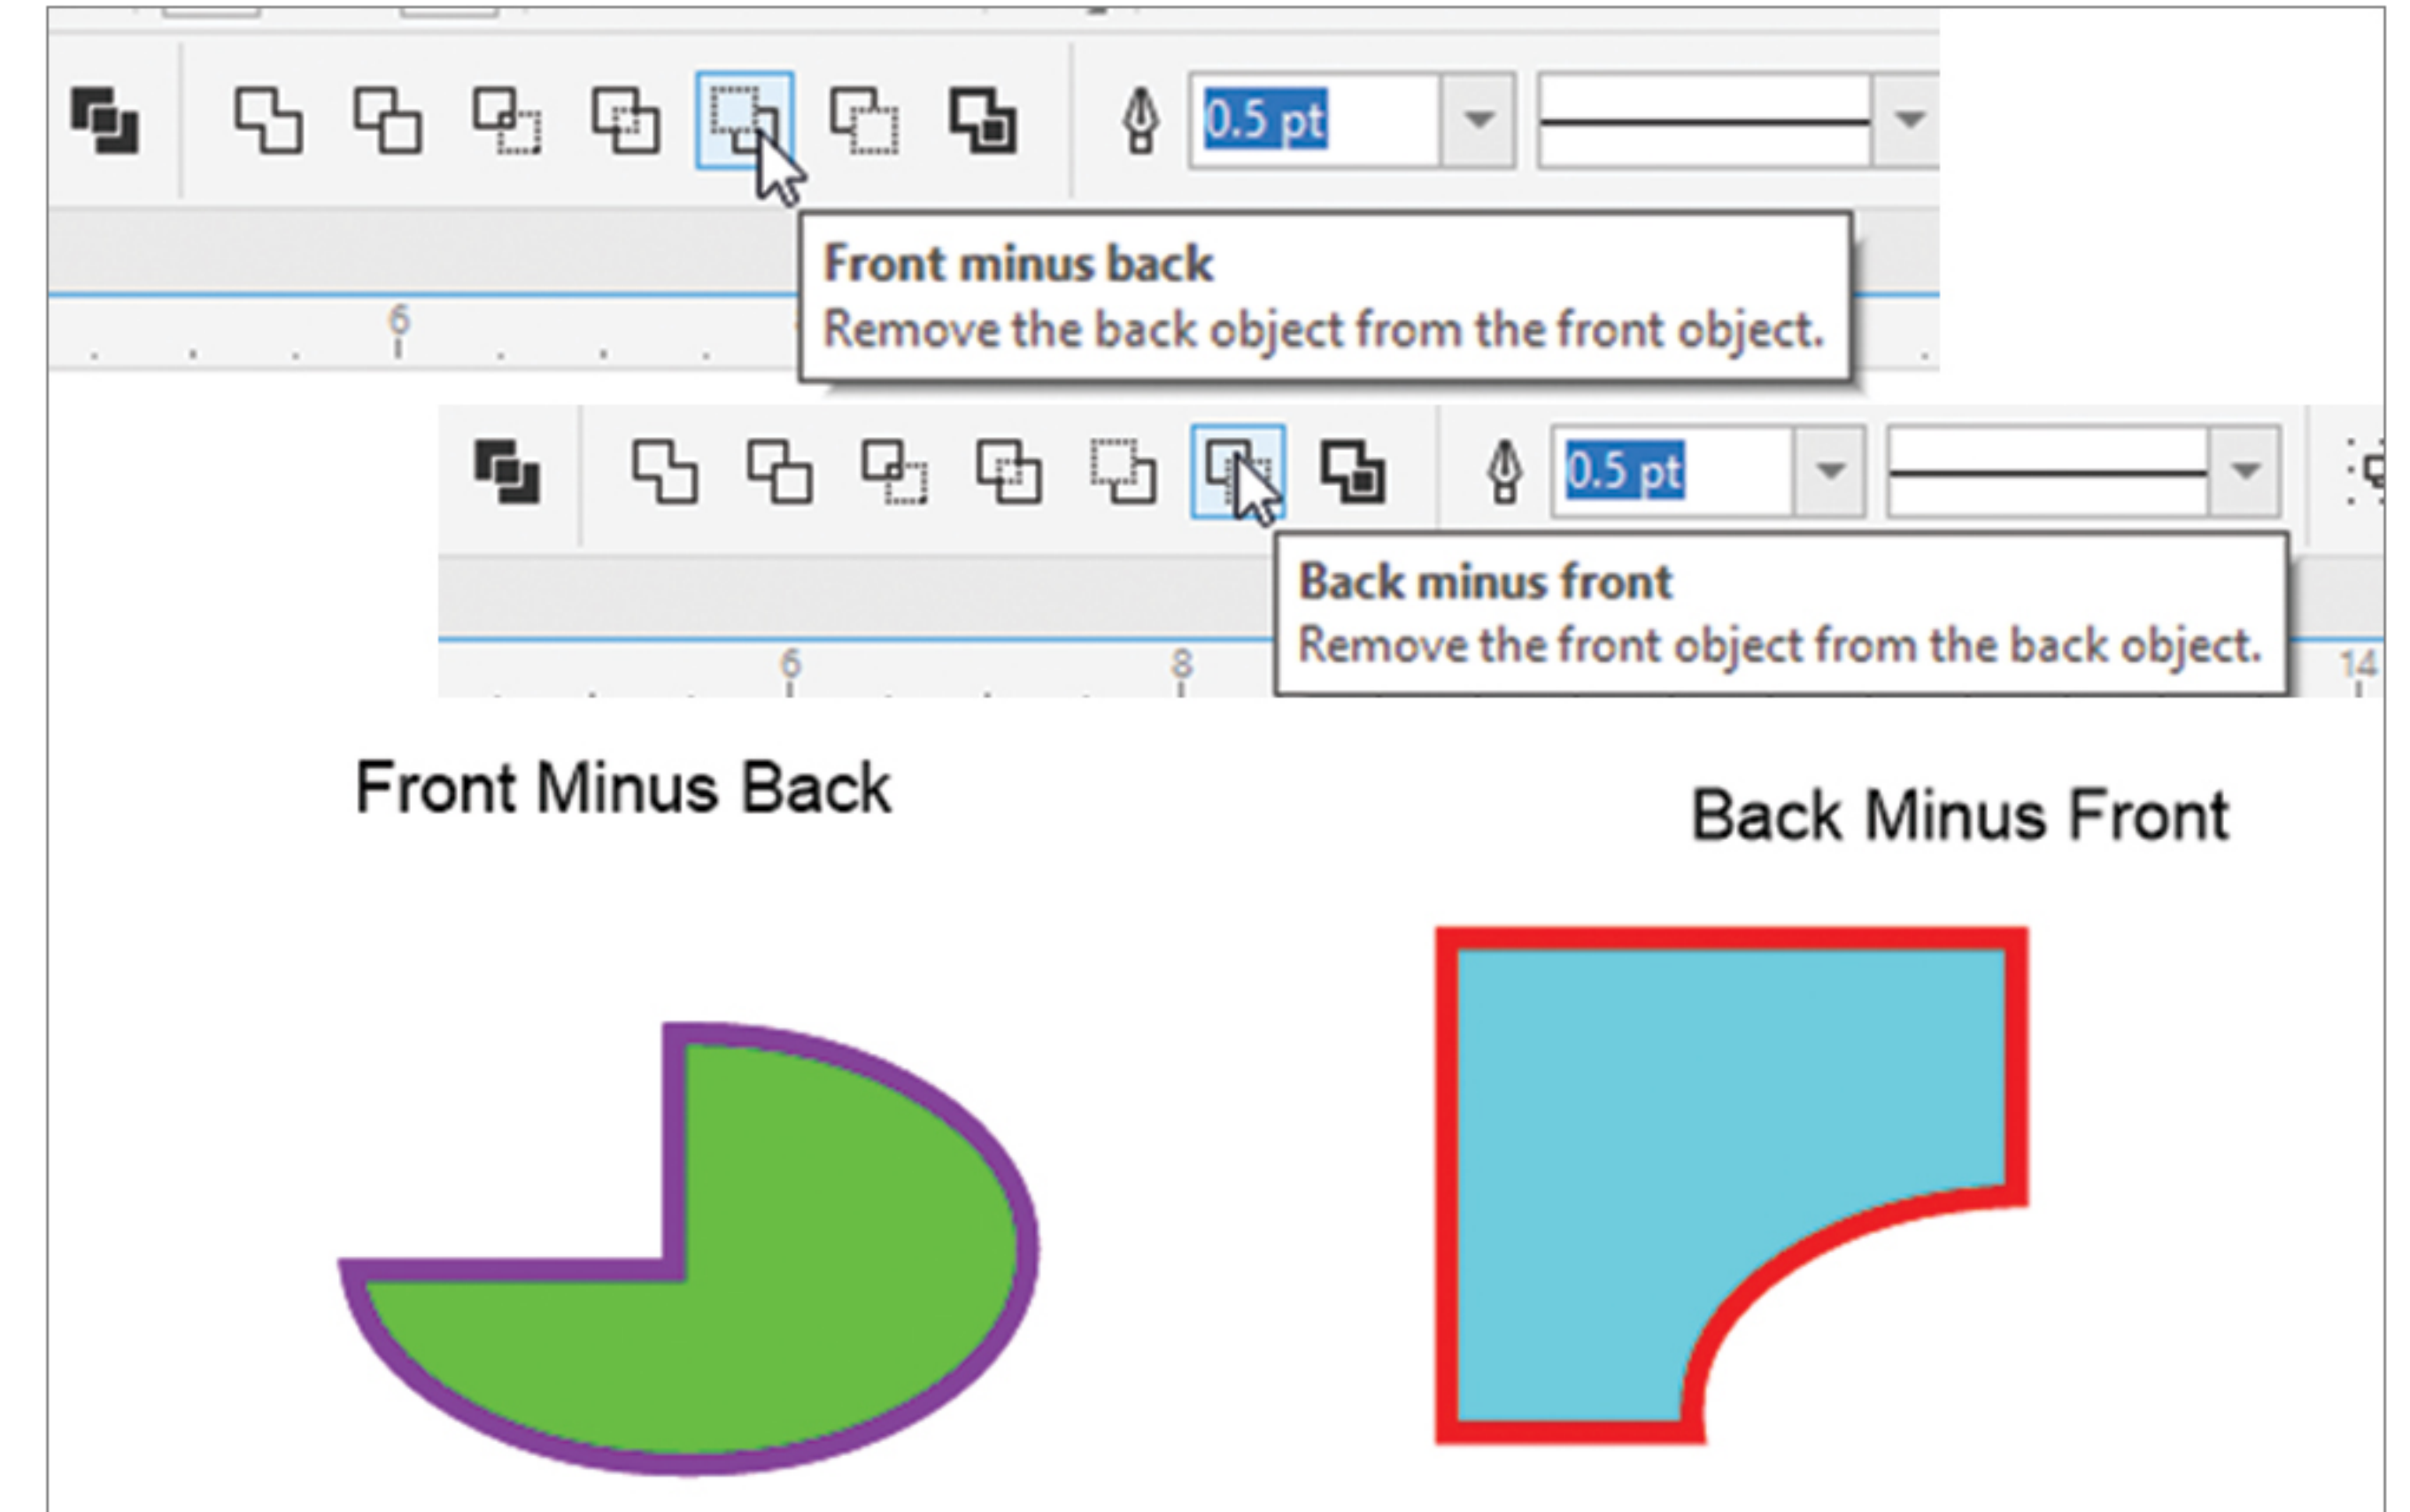 0.5 pt
Front minus back
Remove the back object from the front object.
6
0.5 pt
Back minus front
Remove the front object from the back object.
6 8 14
Front Minus Back
Back Minus Front